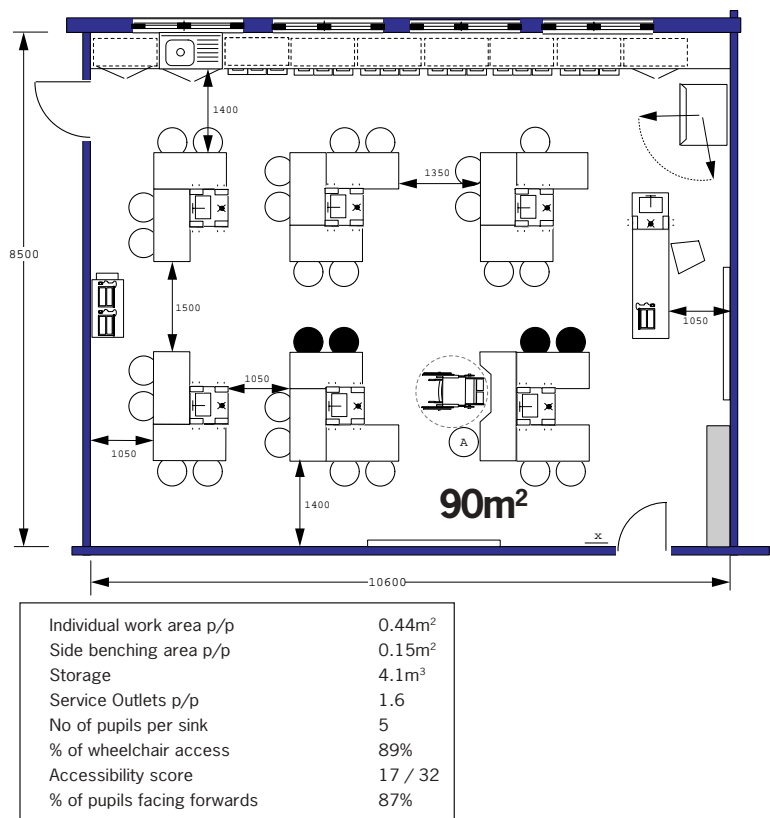 1400
1350
8500
1500
1050
1050
1050
A
1400
90m²
x
10600
Individual work area p/p 0.44m²
Side benching area p/p 0.15m²
Storage 4.1m³
Service Outlets p/p 1.6
No of pupils per sink 5
% of wheelchair access 89%
Accessibility score 17 / 32
% of pupils facing forwards 87%